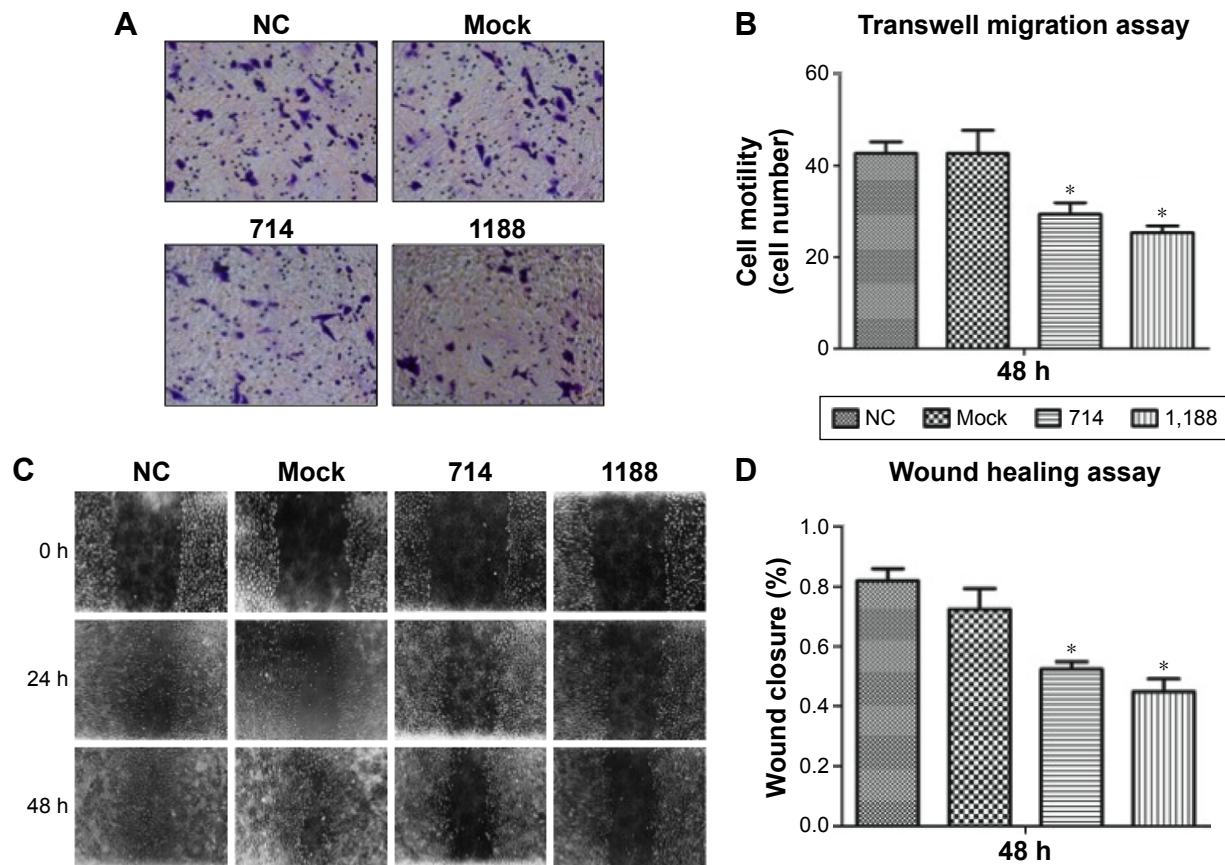 A
NC
Mock
714
1188
B
Transwell migration assay
Cell motility
(cell number)
60
40
20
0
*
*
48 h
NC
Mock
714
1,188
C
NC
Mock
714
1188
0 h
24 h
48 h
D
Wound healing assay
Wound closure (%)
1.0
0.8
0.6
0.4
0.2
0.0
*
*
48 h